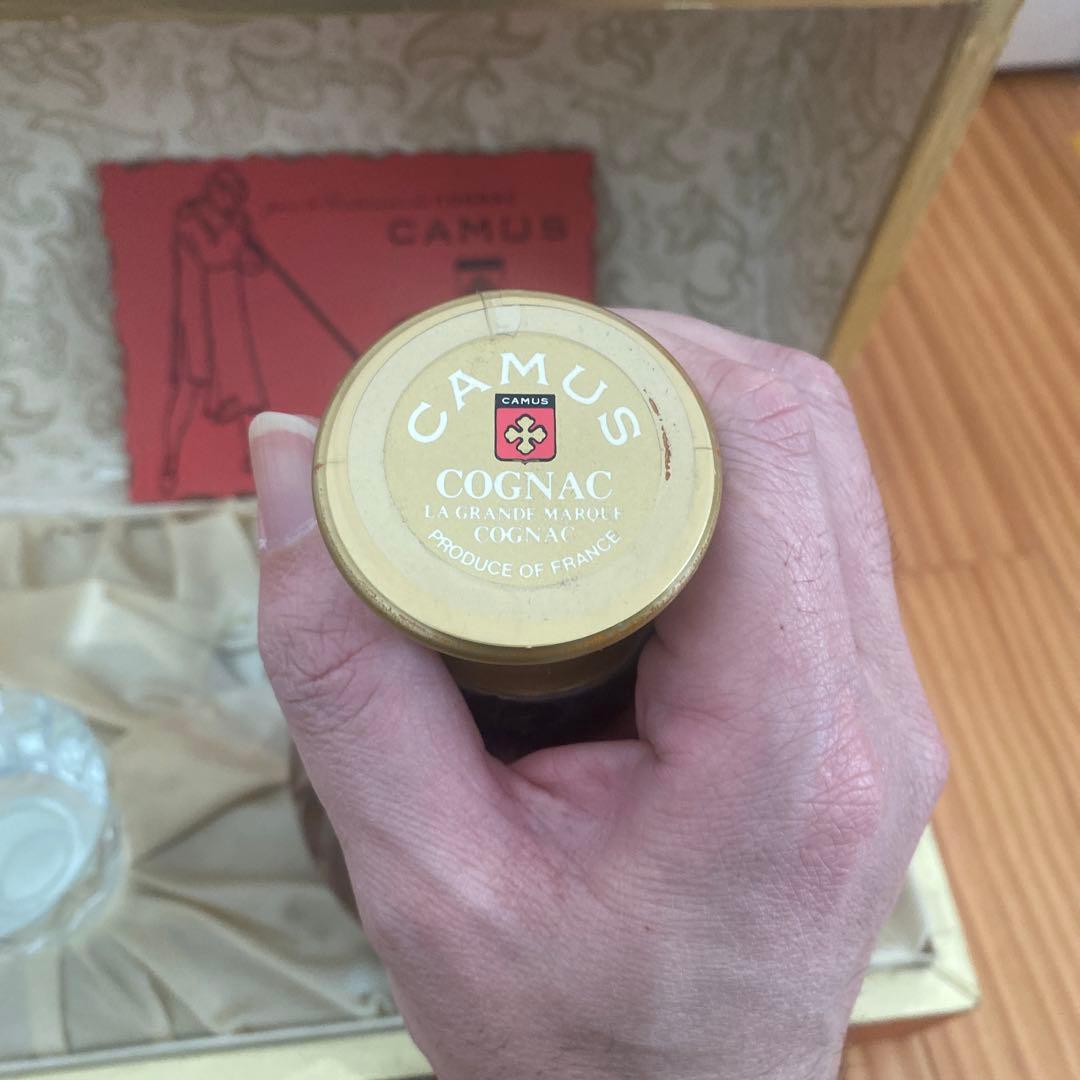 CAMUS
CAMUS
CAMUS
COGNAC
LA GRANDE MARQUE
COGNAC
PRODUCE OF FRANCE